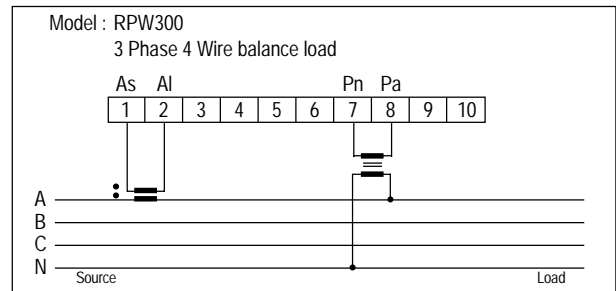 Model : RPW300
3 Phase 4 Wire balance load
As Al Pn Pa
1 2 3 4 5 6 7 8 9 10
A
B
C
N
Source Load